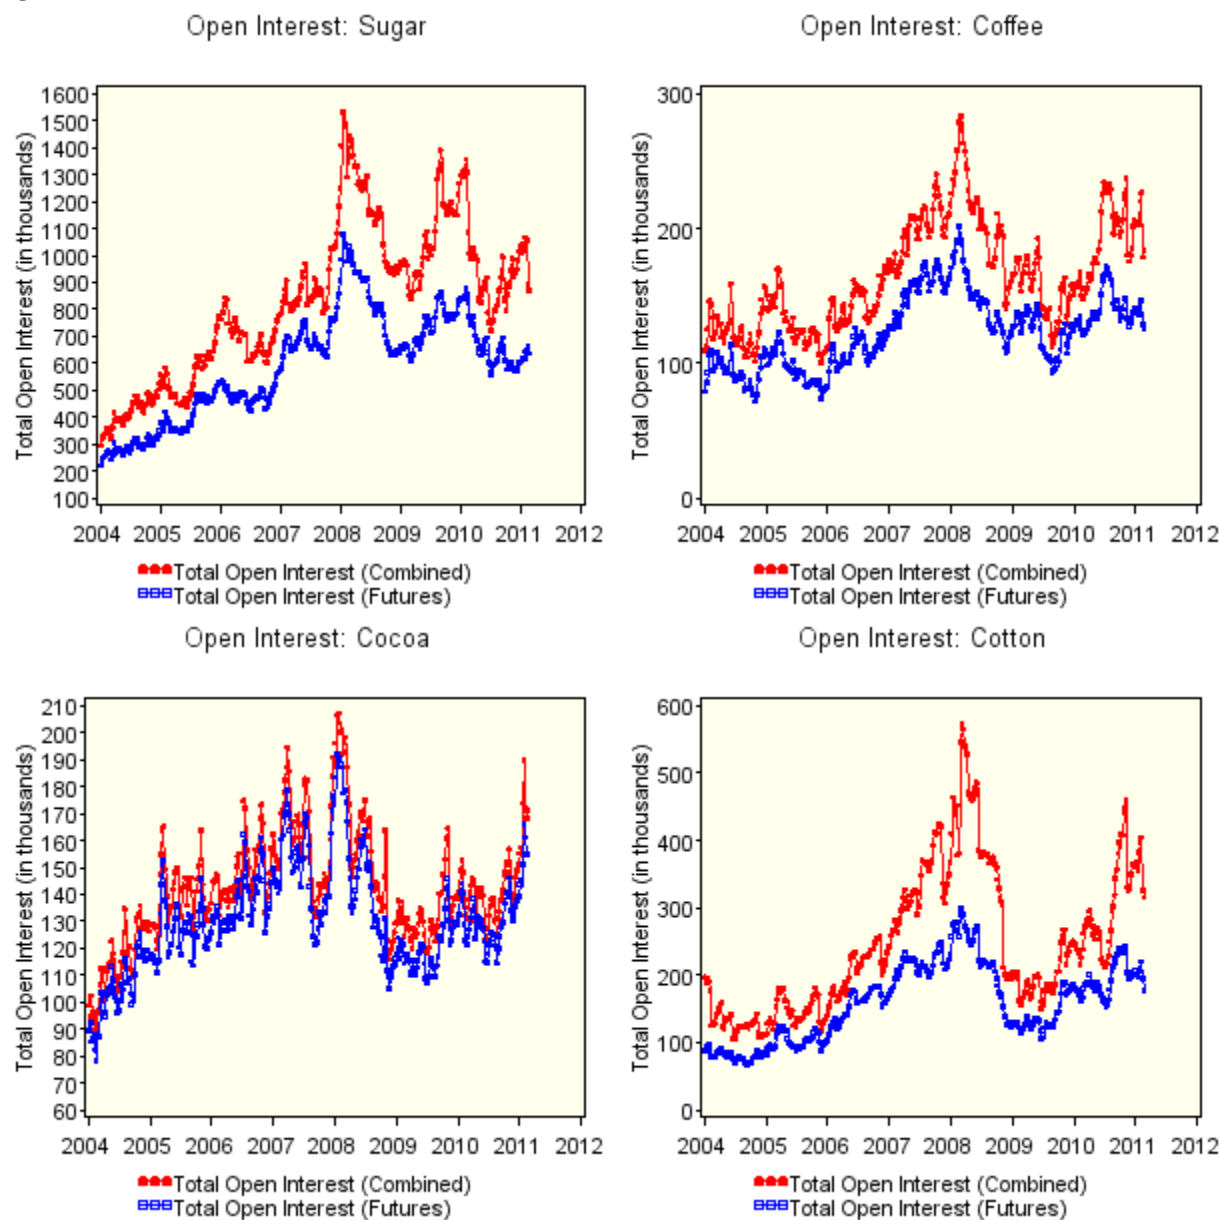 Open Interest: Sugar
Total Open Interest (in thousands)
1600
1500
1400
1300
1200
1100
1000
900
800
700
600
500
400
300
200
100
2004 2005 2006 2007 2008 2009 2010 2011 2012
Total Open Interest (Combined)
Total Open Interest (Futures)
Open Interest: Coffee
Total Open Interest (in thousands)
300
200
100
0
2004 2005 2006 2007 2008 2009 2010 2011 2012
Total Open Interest (Combined)
Total Open Interest (Futures)
Open Interest: Cocoa
Total Open Interest (in thousands)
210
200
190
180
170
160
150
140
130
120
110
100
90
80
70
60
2004 2005 2006 2007 2008 2009 2010 2011 2012
Total Open Interest (Combined)
Total Open Interest (Futures)
Open Interest: Cotton
Total Open Interest (in thousands)
600
500
400
300
200
100
0
2004 2005 2006 2007 2008 2009 2010 2011 2012
Total Open Interest (Combined)
Total Open Interest (Futures)